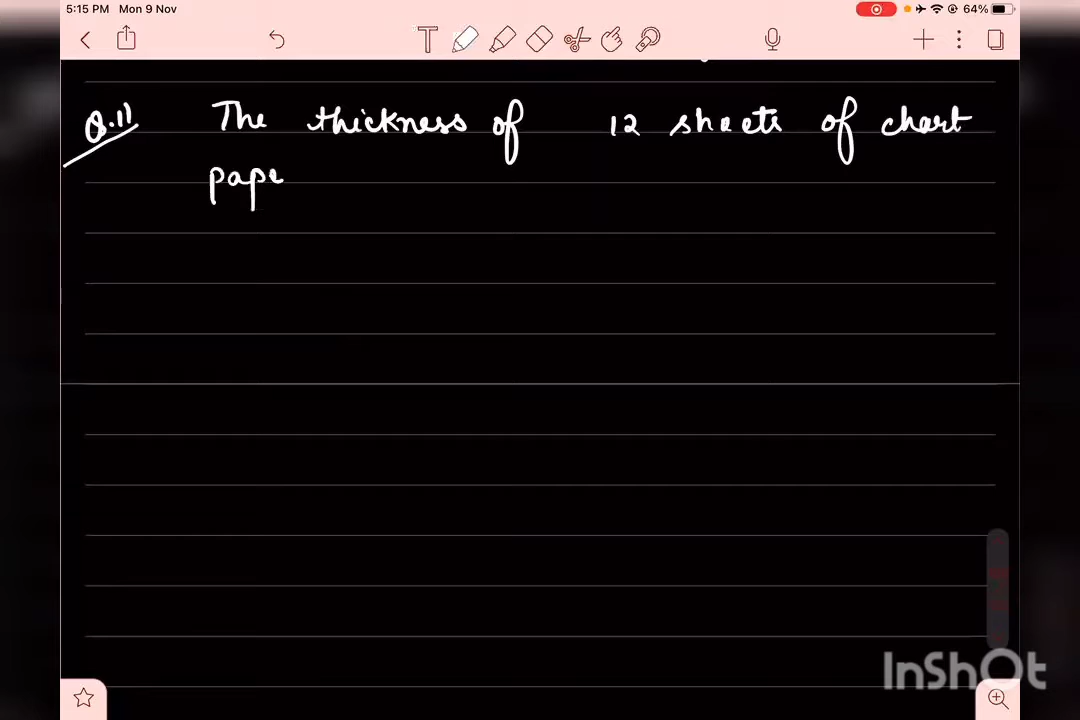 5:15 PM Mon 9 Nov 64%
T
Q.11 The thickness of 12 sheets of chart
pape
InShOt